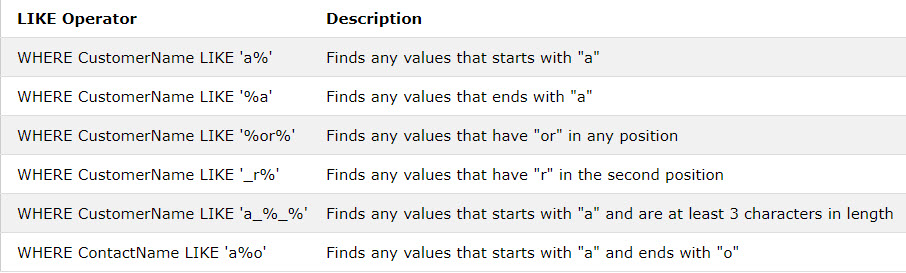 LIKE Operator Description
WHERE CustomerName LIKE 'a%' Finds any values that starts with "a"
WHERE CustomerName LIKE '%a' Finds any values that ends with "a"
WHERE CustomerName LIKE '%or%' Finds any values that have "or" in any position
WHERE CustomerName LIKE '_r%' Finds any values that have "r" in the second position
WHERE CustomerName LIKE 'a_%_%' Finds any values that starts with "a" and are at least 3 characters in length
WHERE ContactName LIKE 'a%o' Finds any values that starts with "a" and ends with "o"